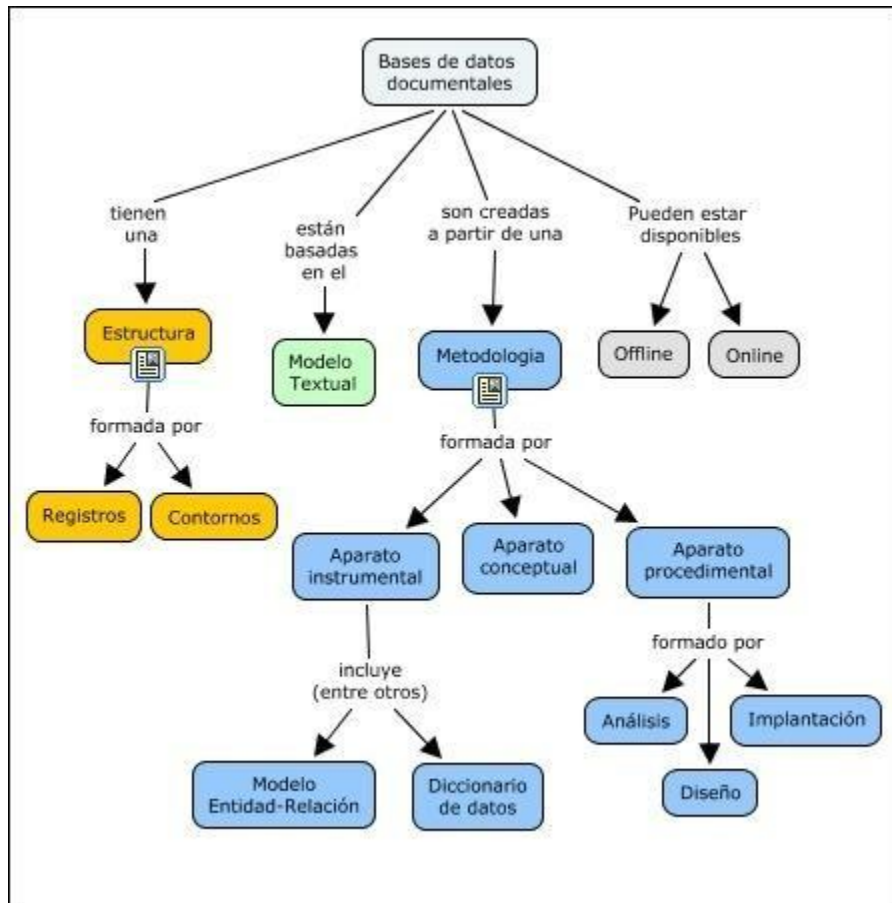 Bases de datos
documentales
tienen
una
están
basadas
en el
son creadas
a partir de una
Pueden estar
disponibles
Estructura
Modelo
Textual
Metodologia
Offline
Online
formada por
Registros
Contornos
formada por
Aparato
instrumental
Aparato
conceptual
Aparato
procedimental
incluye
(entre otros)
Modelo
Entidad-Relación
Diccionario
de datos
formado por
Análisis
Implantación
Diseño